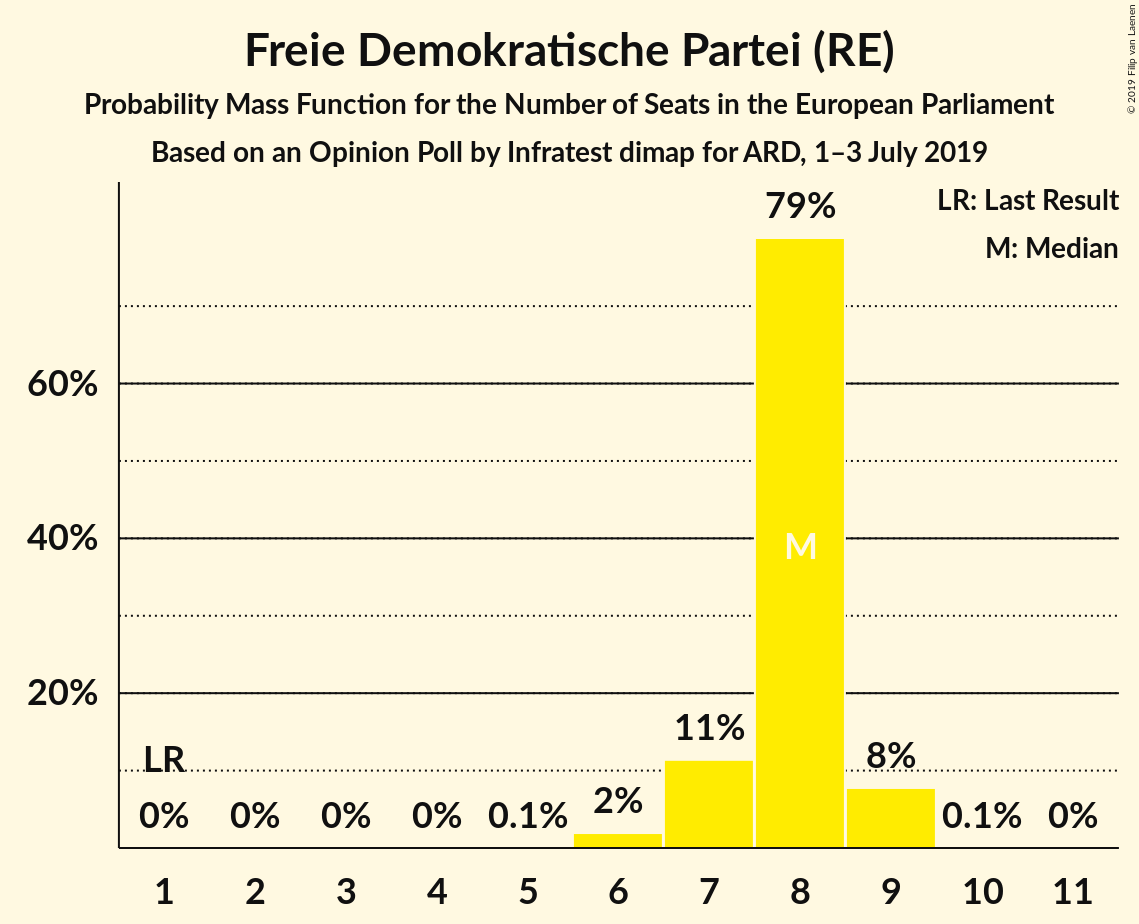 Freie Demokratische Partei (RE)
Probability Mass Function for the Number of Seats in the European Parliament
Based on an Opinion Poll by Infratest dimap for ARD, 1–3 July 2019
© 2019 Filip van Laenen
LR: Last Result
M: Median
79%
60%
40%
20%
M
LR
0%
0%
0%
0%
0.1%
2%
11%
8%
0.1%
0%
1 2 3 4 5 6 7 8 9 10 11